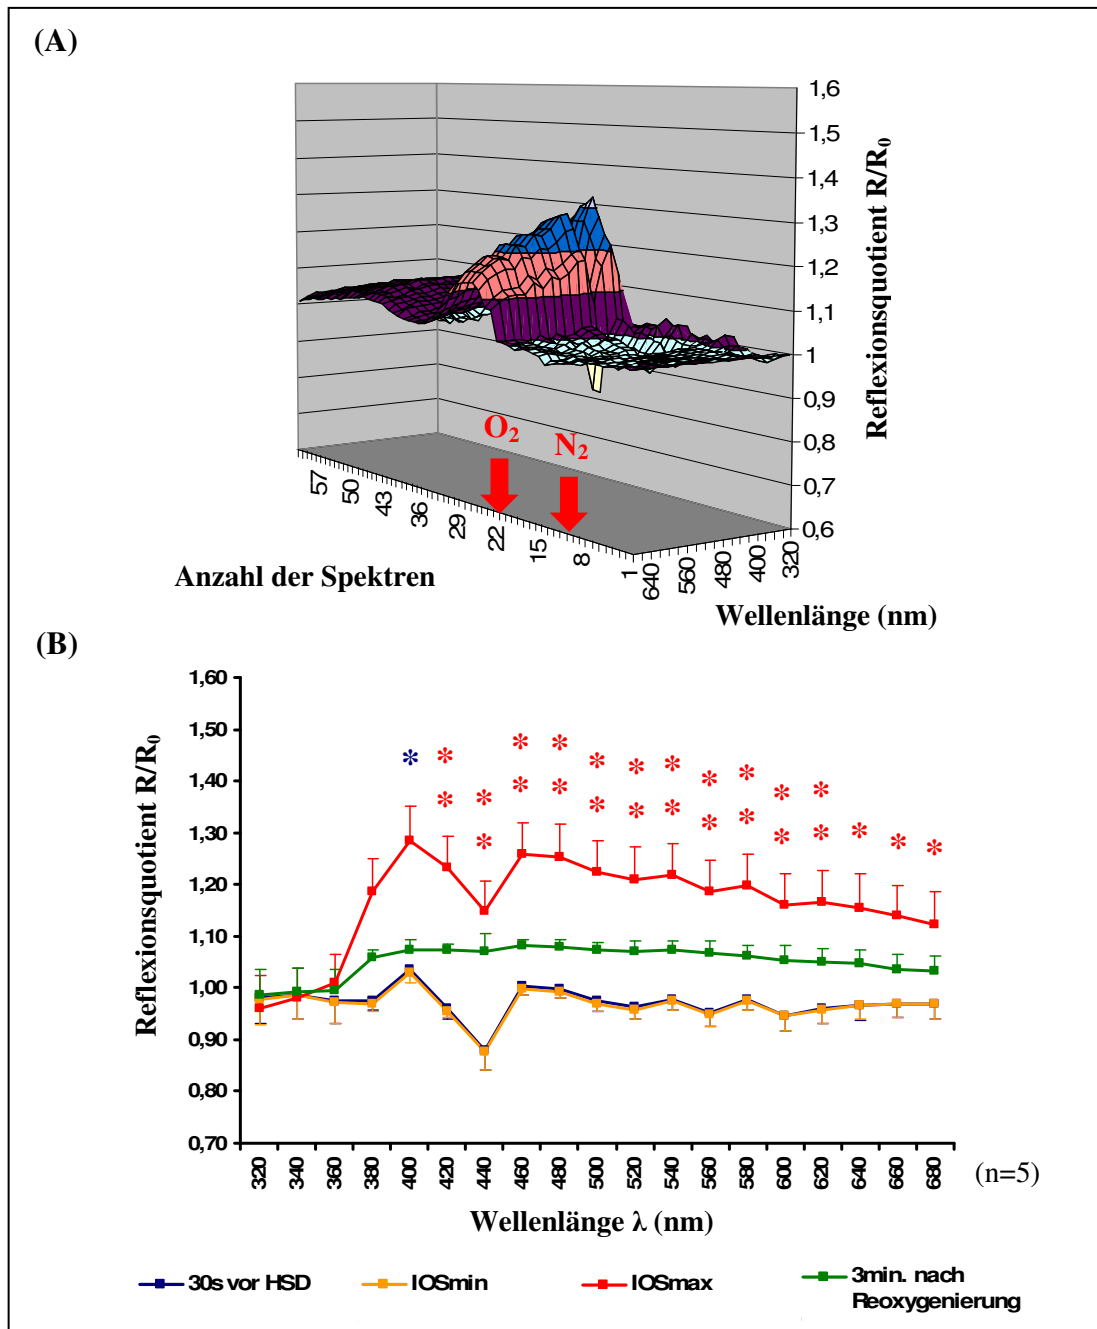 (A)
1,6
1,5
1,4
1,3
1,2
1,1
1
0,9
0,8
0,7
0,6
Reflexionsquotient R/R₀
O₂
N₂
57 50 43 36 29 22 15 8 1
640 560 480 400 320
Anzahl der Spektren
Wellenlänge (nm)
(B)
1,60
1,50
1,40
1,30
1,20
1,10
1,00
0,90
0,80
0,70
Reflexionsquotient R/R₀
* * * * * * * * * * * *
* * * * * * * * * * * * * *
320 340 360 380 400 420 440 460 480 500 520 540 560 580 600 620 640 660 680
(n=5)
Wellenlänge λ (nm)
30s vor HSD IOSmin IOSmax 3min. nach
Reoxygenierung